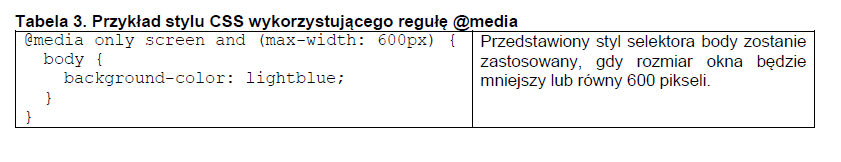 Tabela 3. Przykład stylu CSS wykorzystującego regułę @media
@media only screen and (max-width: 600px) {
  body {
    background-color: lightblue;
  }
}
Przedstawiony styl selektora body zostanie
zastosowany, gdy rozmiar okna będzie
mniejszy lub równy 600 pikseli.